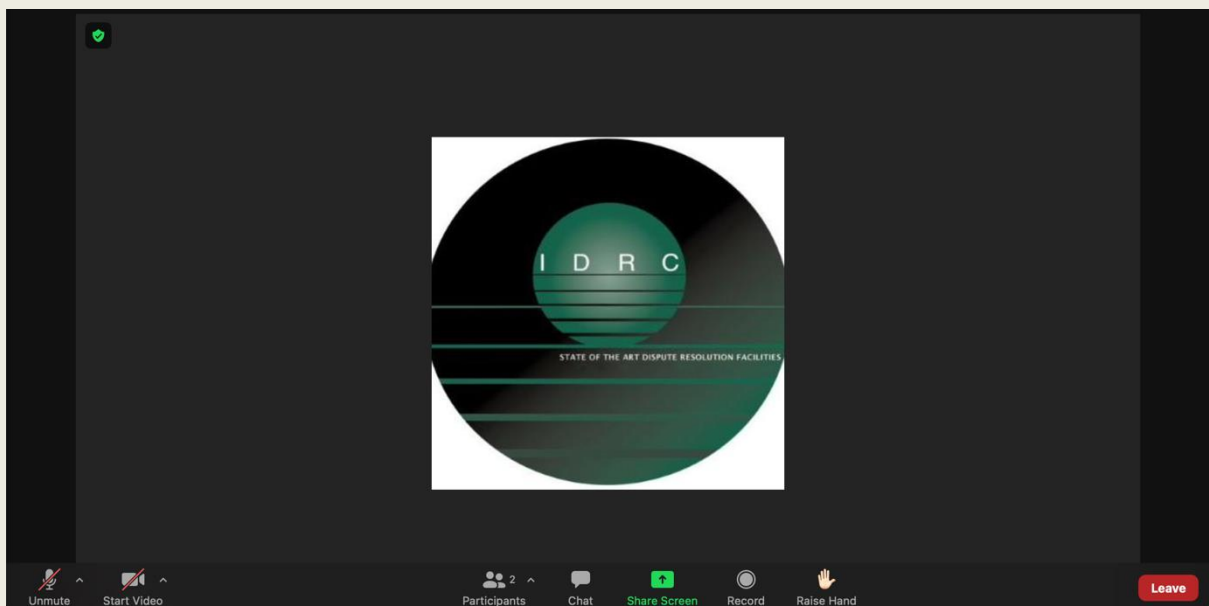 I D R C
STATE OF THE ART DISPUTE RESOLUTION FACILITIES
Unmute
Start Video
2
Participants
Chat
Share Screen
Record
Raise Hand
Leave